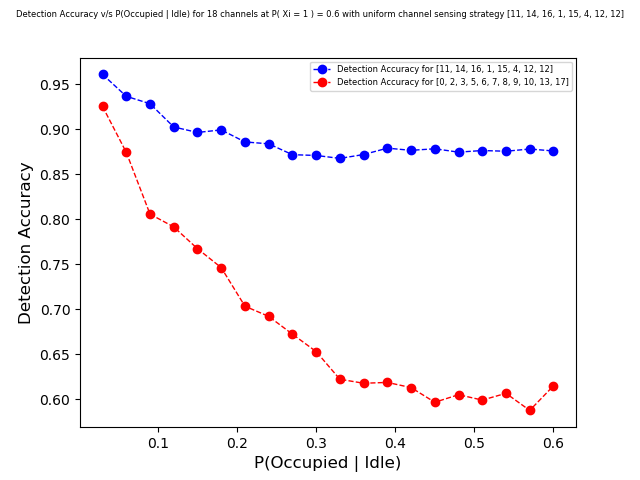 Detection Accuracy v/s P(Occupied | Idle) for 18 channels at P( Xi = 1 ) = 0.6 with uniform channel sensing strategy [11, 14, 16, 1, 15, 4, 12, 12]
Detection Accuracy for [11, 14, 16, 1, 15, 4, 12, 12]
Detection Accuracy for [0, 2, 3, 5, 6, 7, 8, 9, 10, 13, 17]
0.95
0.90
0.85
0.80
0.75
0.70
0.65
0.60
Detection Accuracy
0.1 0.2 0.3 0.4 0.5 0.6
P(Occupied | Idle)